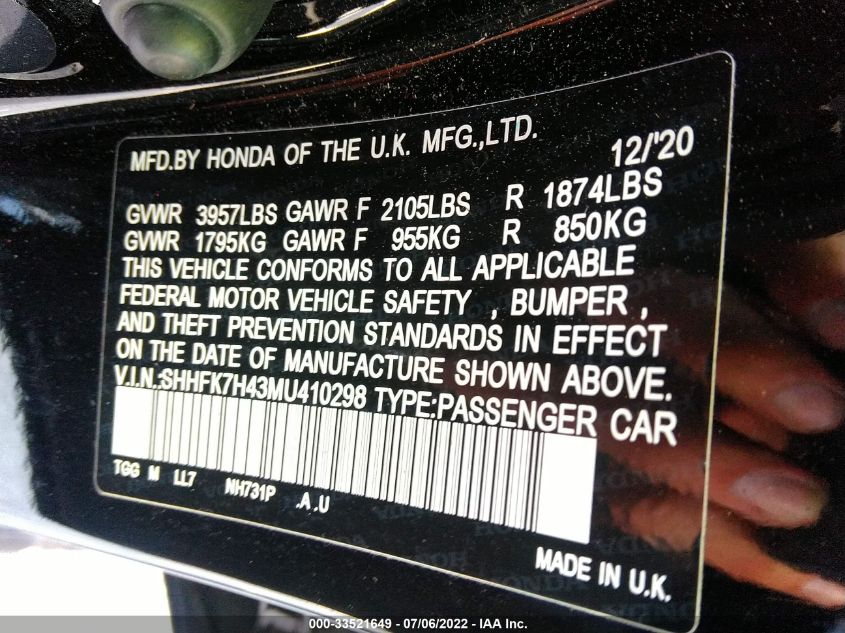 MFD.BY HONDA OF THE U.K. MFG.,LTD. 12/'20
GVWR 3957LBS GAWR F 2105LBS R 1874LBS
GVWR 1795KG GAWR F 955KG R 850KG
THIS VEHICLE CONFORMS TO ALL APPLICABLE
FEDERAL MOTOR VEHICLE SAFETY , BUMPER ,
AND THEFT PREVENTION STANDARDS IN EFFECT
ON THE DATE OF MANUFACTURE SHOWN ABOVE.
V.I.N.:SHHFK7H43MU410298 TYPE:PASSENGER CAR
TGG M LL7 NH731P .A .U
MADE IN U.K.
000-33521649 - 07/06/2022 - IAA Inc.